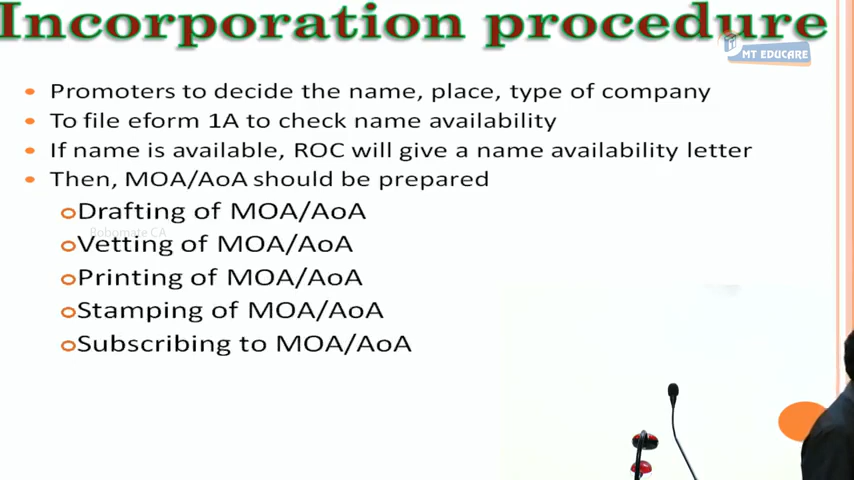 Incorporation procedure
MT EDUCARE
Promoters to decide the name, place, type of company
To file eform 1A to check name availability
If name is available, ROC will give a name availability letter
Then, MOA/AoA should be prepared
Drafting of MOA/AoA
Robomate CA
Vetting of MOA/AoA
Printing of MOA/AoA
Stamping of MOA/AoA
Subscribing to MOA/AoA